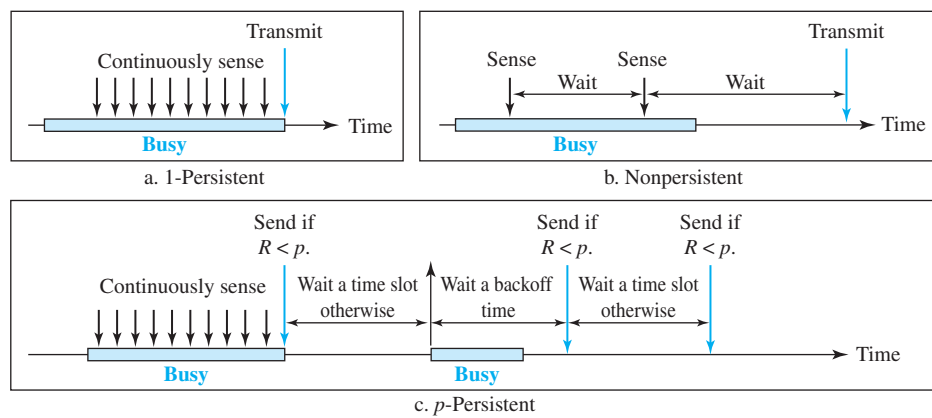 Transmit
Continuously sense
Time
Busy
a. 1-Persistent
Transmit
Sense
Sense
Wait
Wait
Time
Busy
b. Nonpersistent
Send if
R < p.
Send if
R < p.
Send if
R < p.
Continuously sense
Wait a time slot
otherwise
Wait a backoff
time
Wait a time slot
otherwise
Time
Busy
Busy
c. p-Persistent